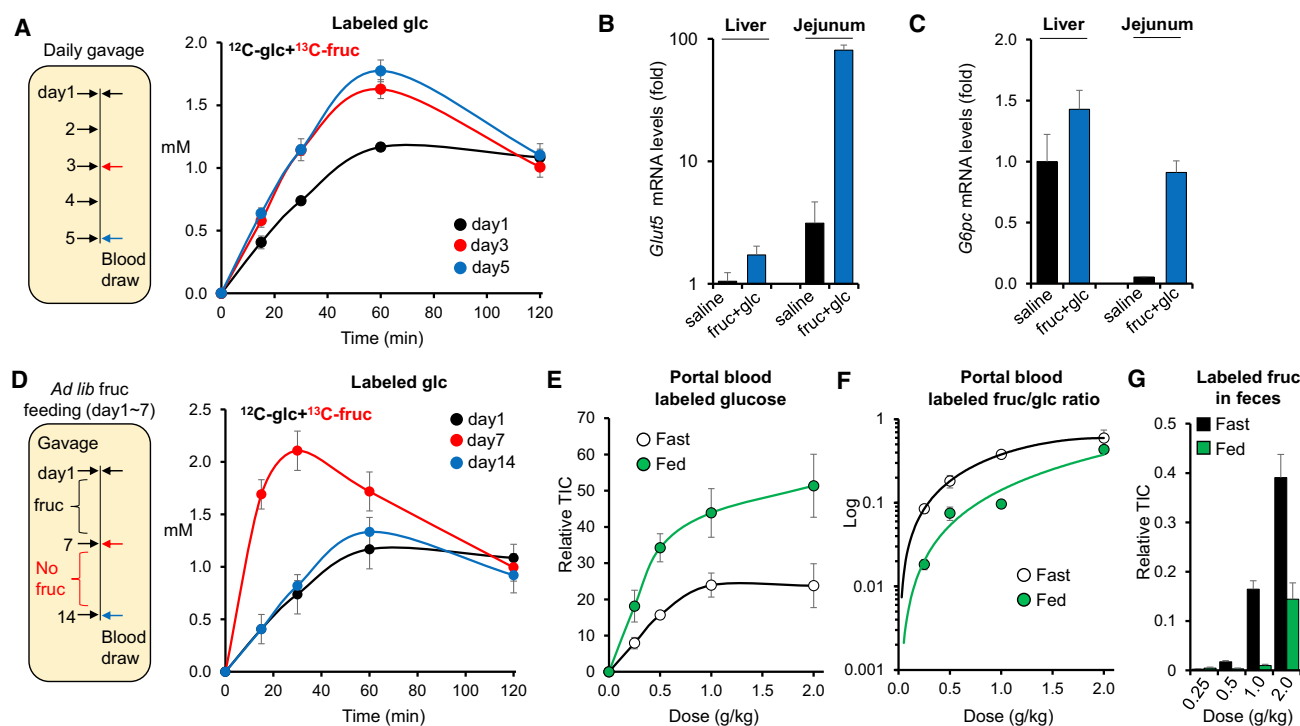 A
Daily gavage
day1
2
3
4
5
Blood
draw
Labeled glc
¹²C-glc+¹³C-fruc
mM
2.0
1.5
1.0
0.5
0.0
0 20 40 60 80 100 120
Time (min)
day1
day3
day5
B
Liver Jejunum
Glut5 mRNA levels (fold)
100
10
1
saline fruc+glc saline fruc+glc
C
Liver Jejunum
G6pc mRNA levels (fold)
2.0
1.5
1.0
0.5
0.0
saline fruc+glc saline fruc+glc
D
Ad lib fruc
feeding (day1~7)
Gavage
day1
fruc
7
No
fruc
14
Blood
draw
Labeled glc
¹²C-glc+¹³C-fruc
mM
2.5
2.0
1.5
1.0
0.5
0.0
0 20 40 60 80 100 120
Time (min)
day1
day7
day14
E
Portal blood
labeled glucose
Relative TIC
70
60
50
40
30
20
10
0
0.0 0.5 1.0 1.5 2.0
Dose (g/kg)
Fast
Fed
F
Portal blood
labeled fruc/glc ratio
Log
1
0.1
0.01
0.001
0.0 0.5 1.0 1.5 2.0
Dose (g/kg)
Fast
Fed
G
Labeled fruc
in feces
Fast
Fed
Relative TIC
0.5
0.4
0.3
0.2
0.1
0
0.25 0.5 1.0 2.0
Dose (g/kg)